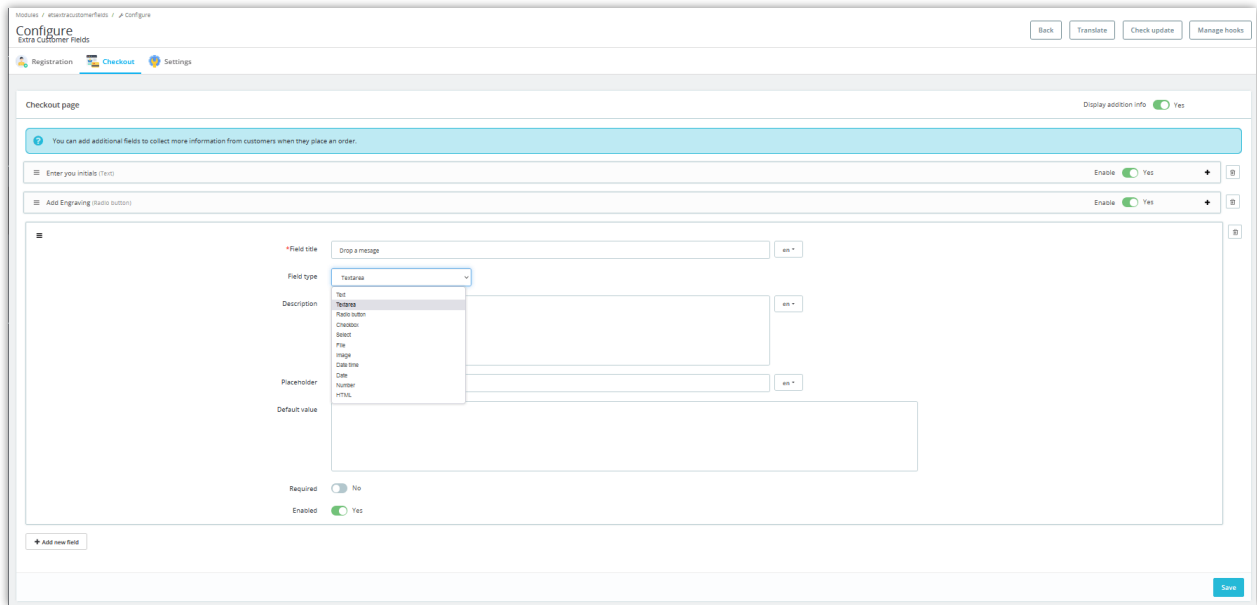 Modules / etsextracustomerfields / Configure
Configure
Extra Customer Fields
Back Translate Check update Manage hooks
Registration Checkout Settings
Checkout page
Display addition info Yes
You can add additional fields to collect more information from customers when they place an order.
Enter you initials (Text) Enable Yes
Add Engraving (Radio button) Enable Yes
*Field title Drop a mesage en
Field type Textarea
Text
Description Textarea en
Radio button
Checkbox
Select
File
Image
Date time
Date
Placeholder en
Number
HTML
Default value
Required No
Enabled Yes
+ Add new field
Save